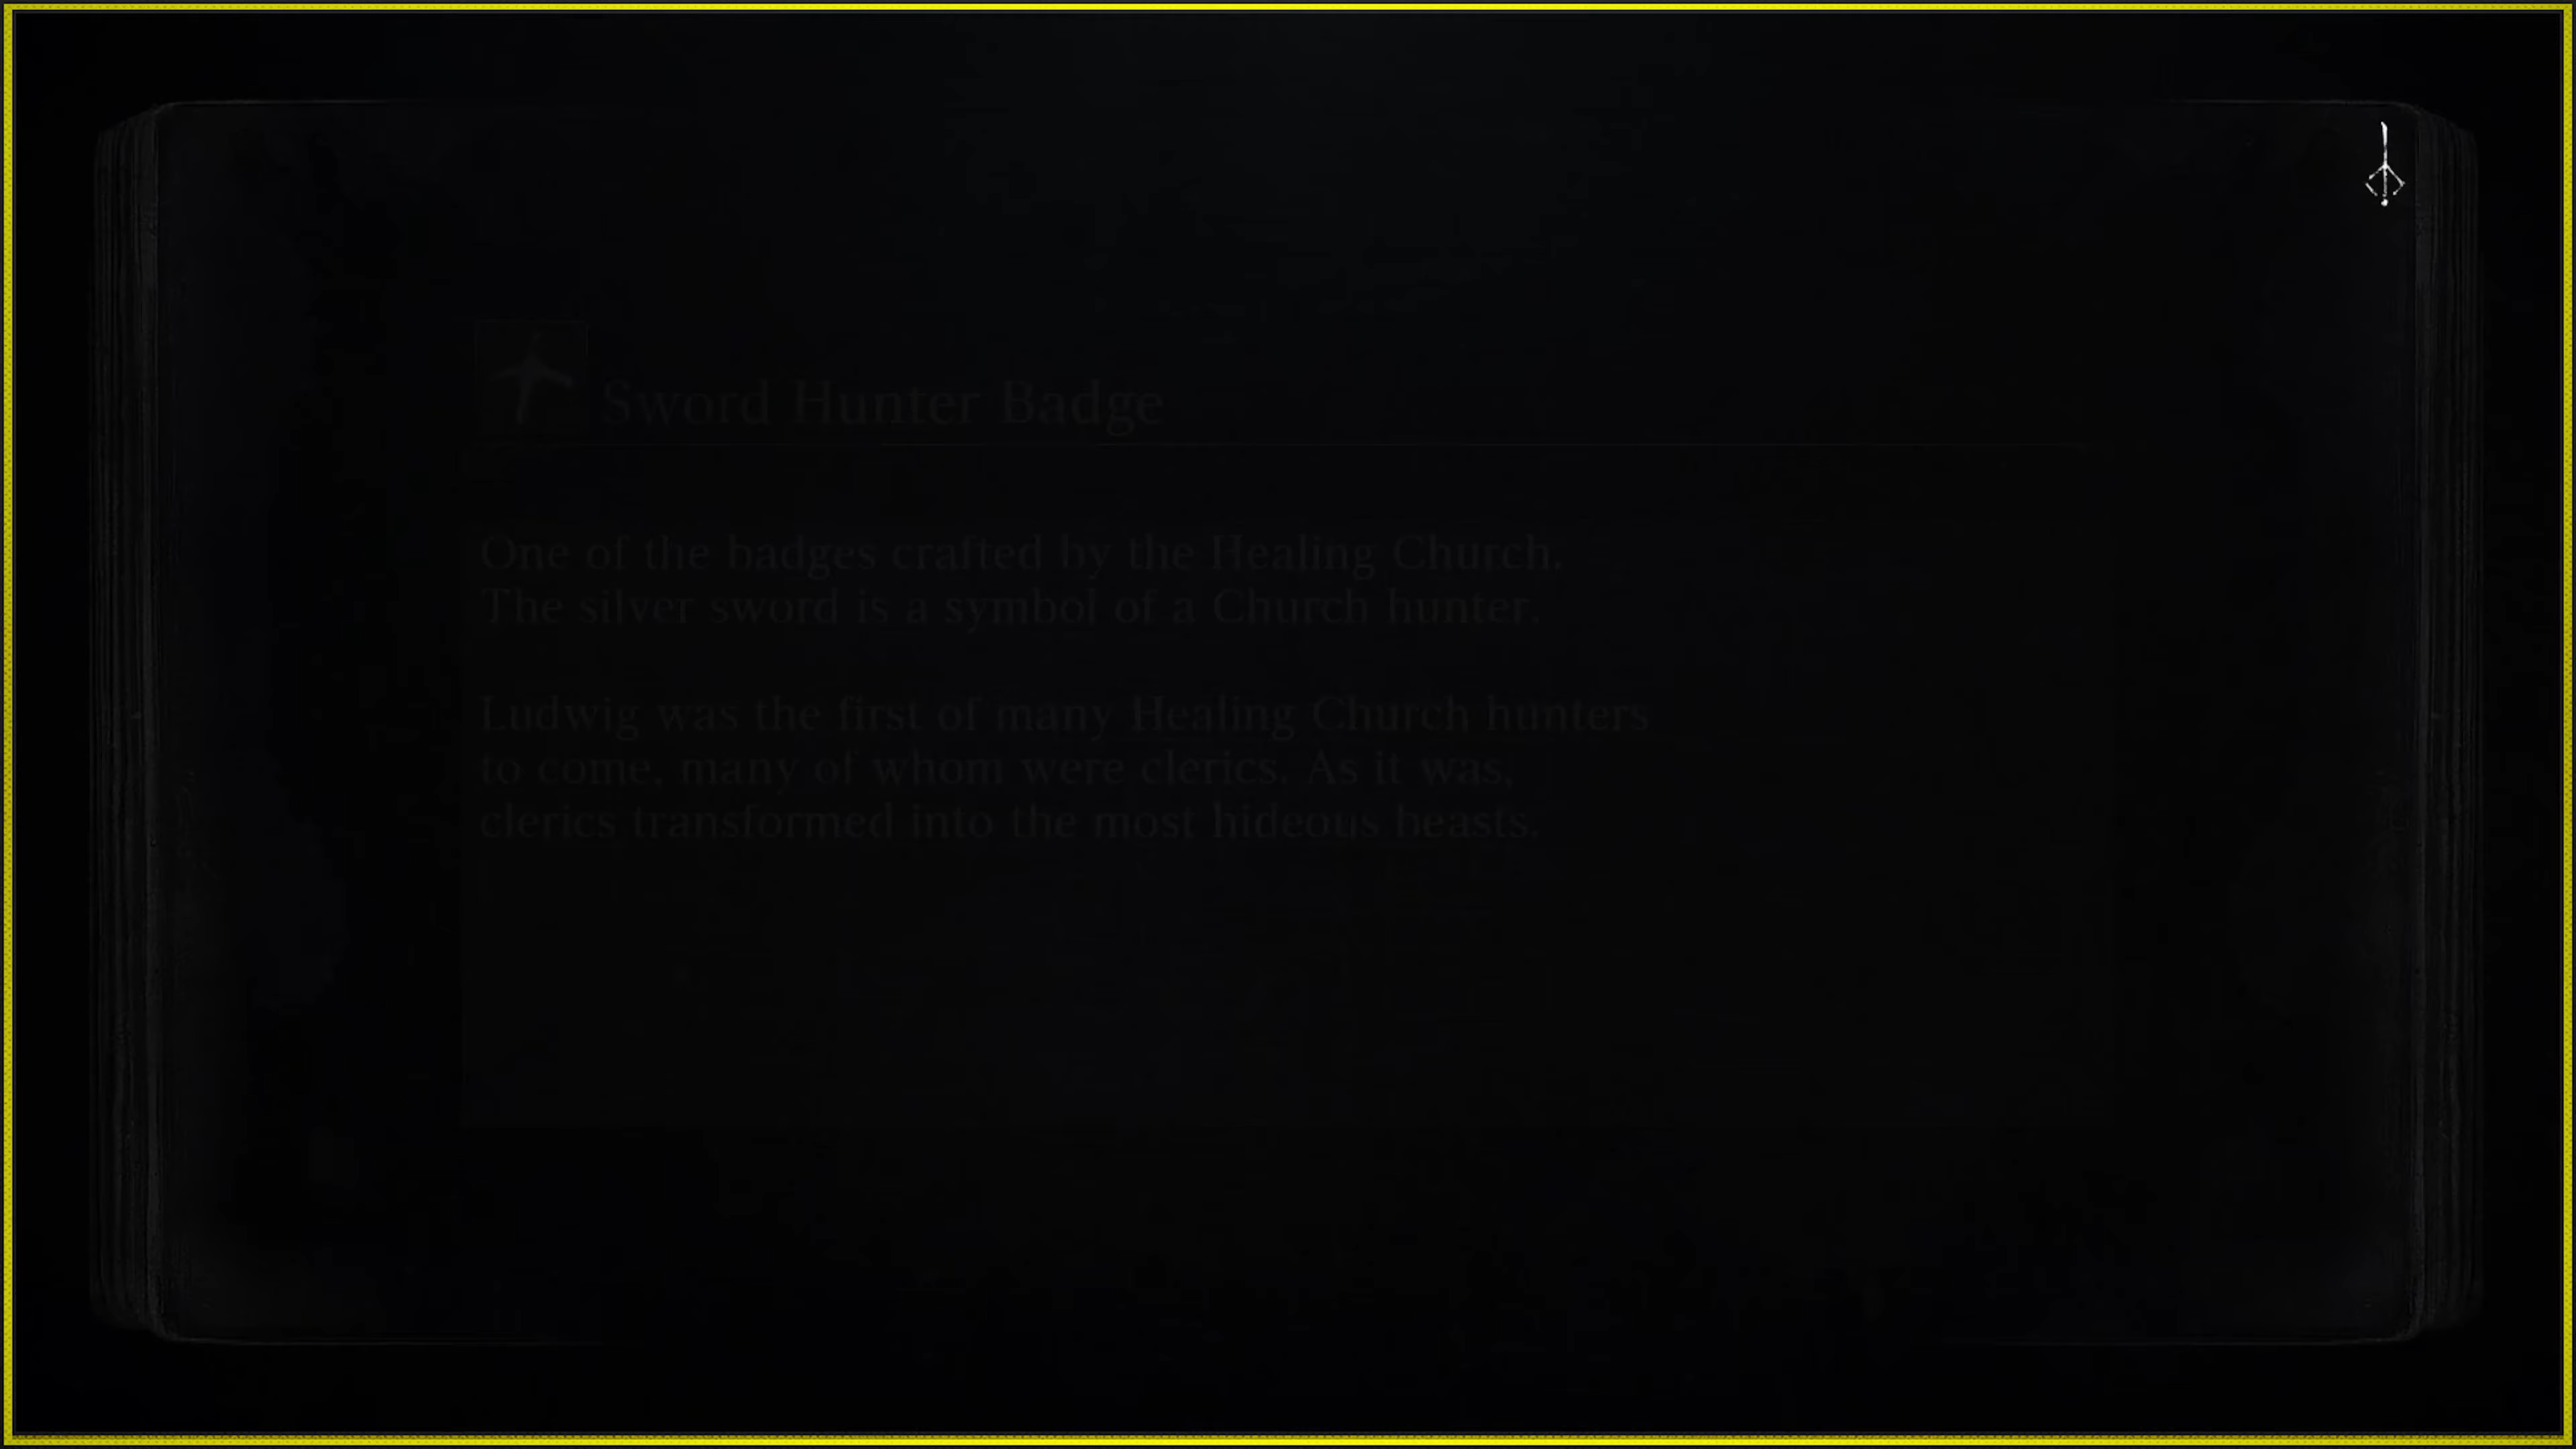 Sword Hunter Badge
One of the badges crafted by the Healing Church.
The silver sword is a symbol of a Church hunter.
Ludwig was the first of many Healing Church hunters
to come, many of whom were clerics. As it was,
clerics transformed into the most hideous beasts.